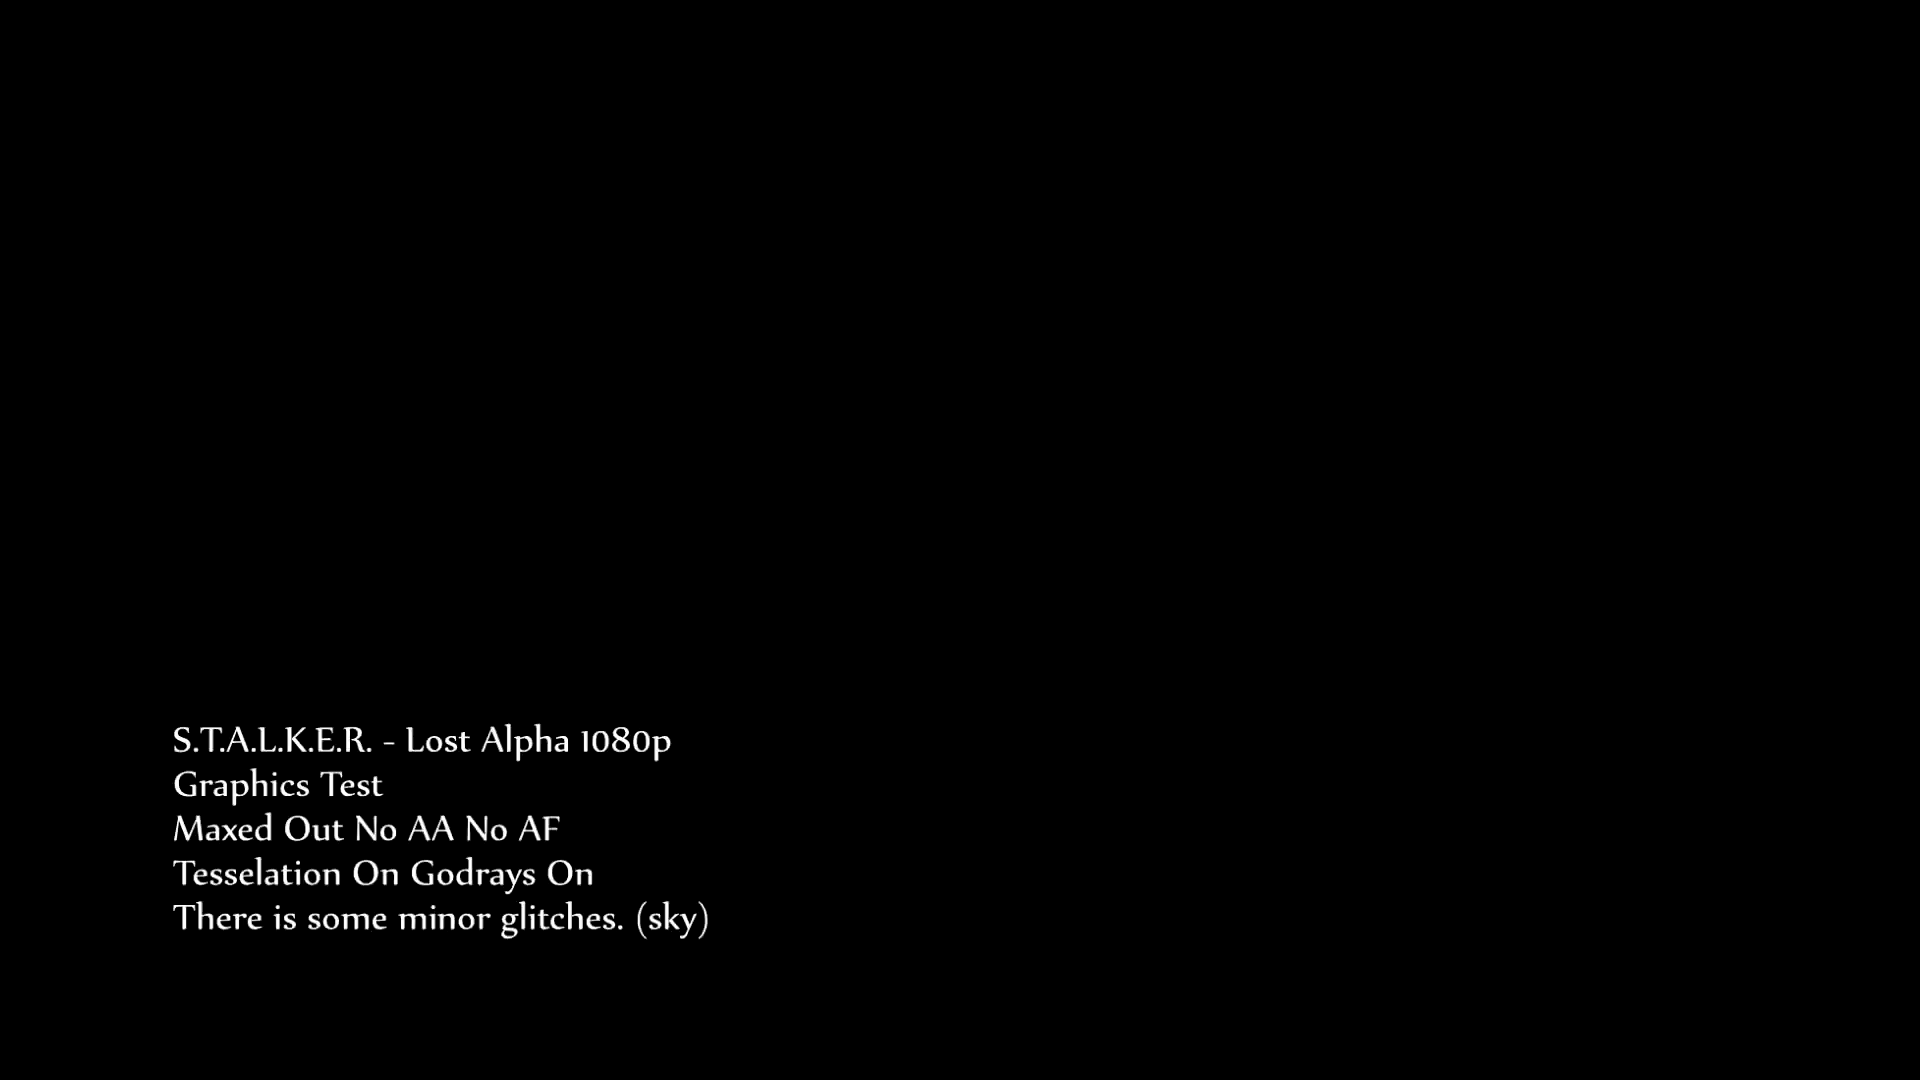 S.T.A.L.K.E.R. - Lost Alpha 1080p
Graphics Test
Maxed Out No AA No AF
Tesselation On Godrays On
There is some minor glitches. (sky)